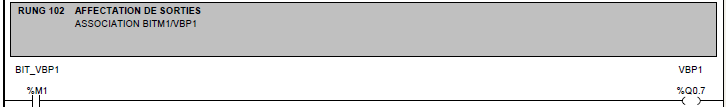 RUNG 102 AFFECTATION DE SORTIES
ASSOCIATION BITM1/VBP1
BIT_VBP1 VBP1
%M1 %Q0.7